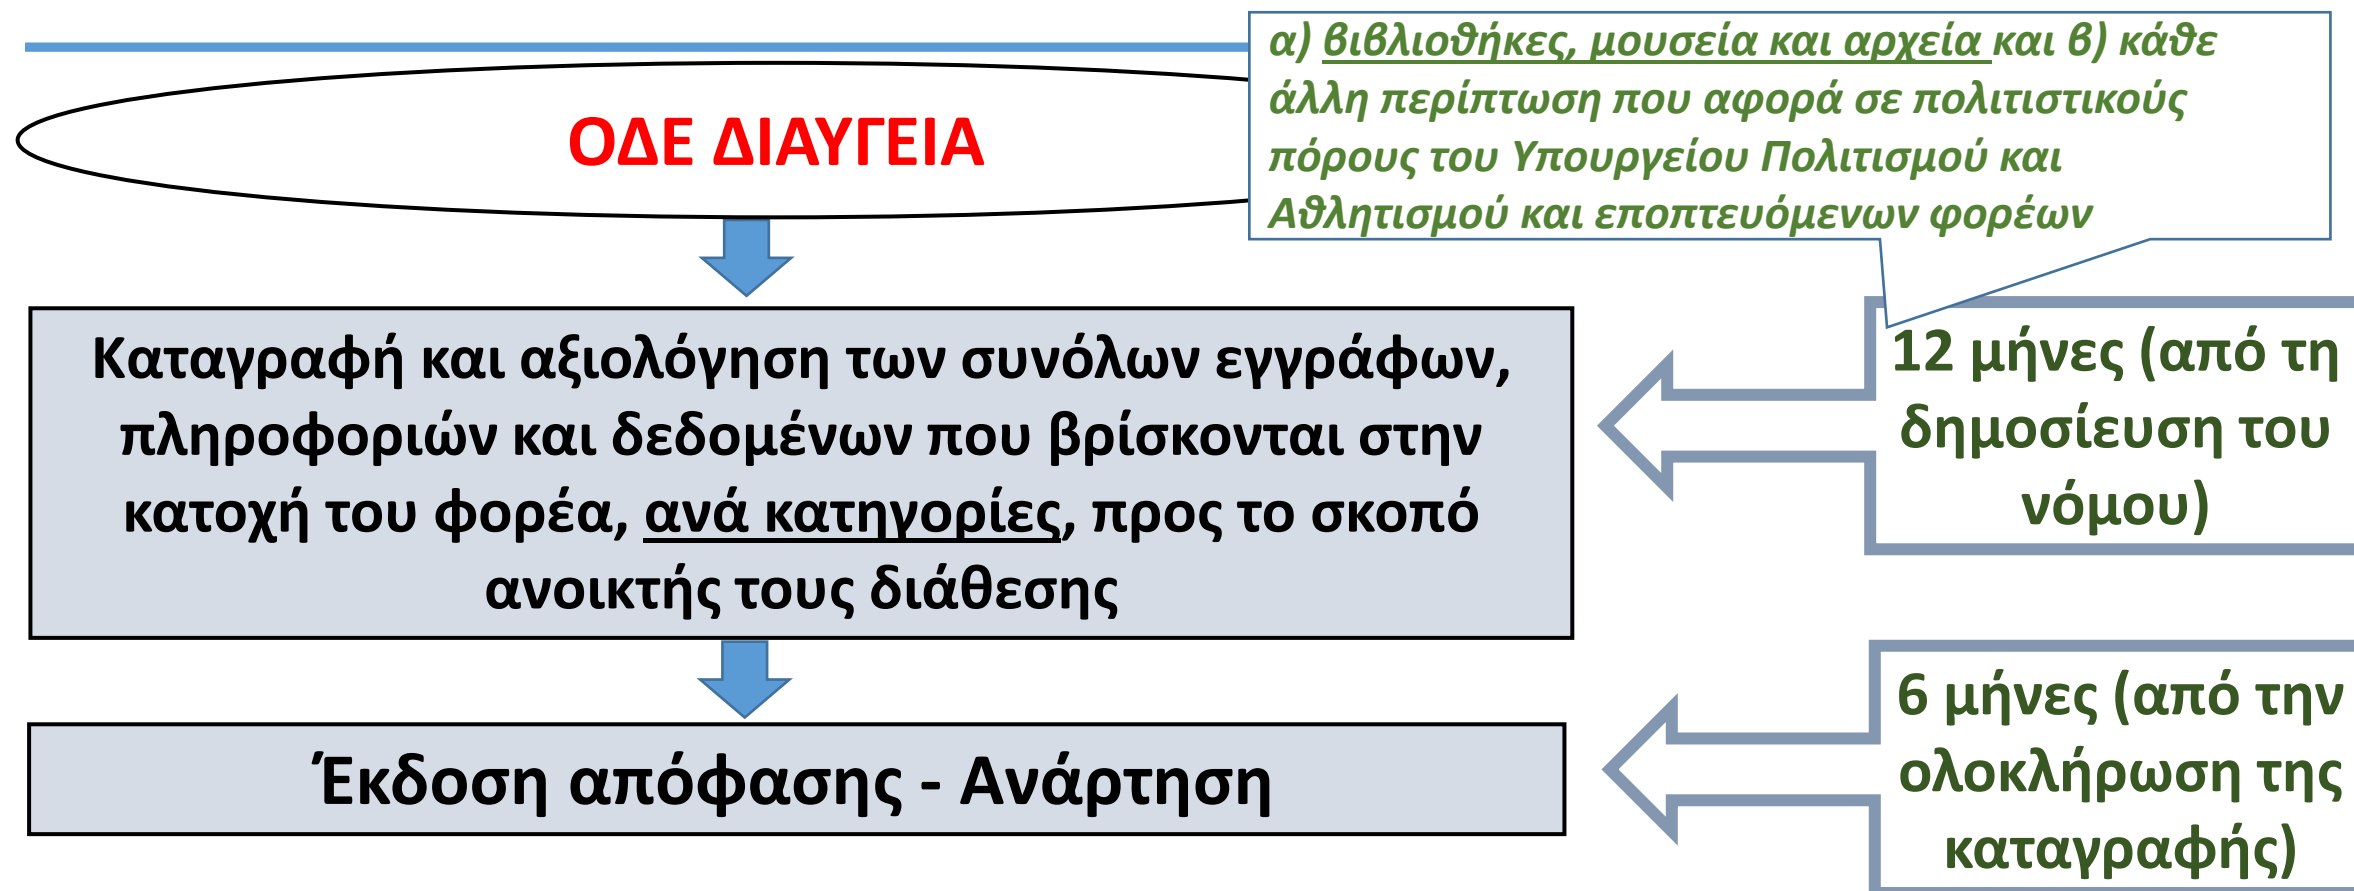 α) βιβλιοθήκες, μουσεία και αρχεία και β) κάθε
άλλη περίπτωση που αφορά σε πολιτιστικούς
πόρους του Υπουργείου Πολιτισμού και
Αθλητισμού και εποπτευόμενων φορέων
ΟΔΕ ΔΙΑΥΓΕΙΑ
Καταγραφή και αξιολόγηση των συνόλων εγγράφων,
πληροφοριών και δεδομένων που βρίσκονται στην
κατοχή του φορέα, ανά κατηγορίες, προς το σκοπό
ανοικτής τους διάθεσης
12 μήνες (από τη
δημοσίευση του
νόμου)
Έκδοση απόφασης - Ανάρτηση
6 μήνες (από την
ολοκλήρωση της
καταγραφής)